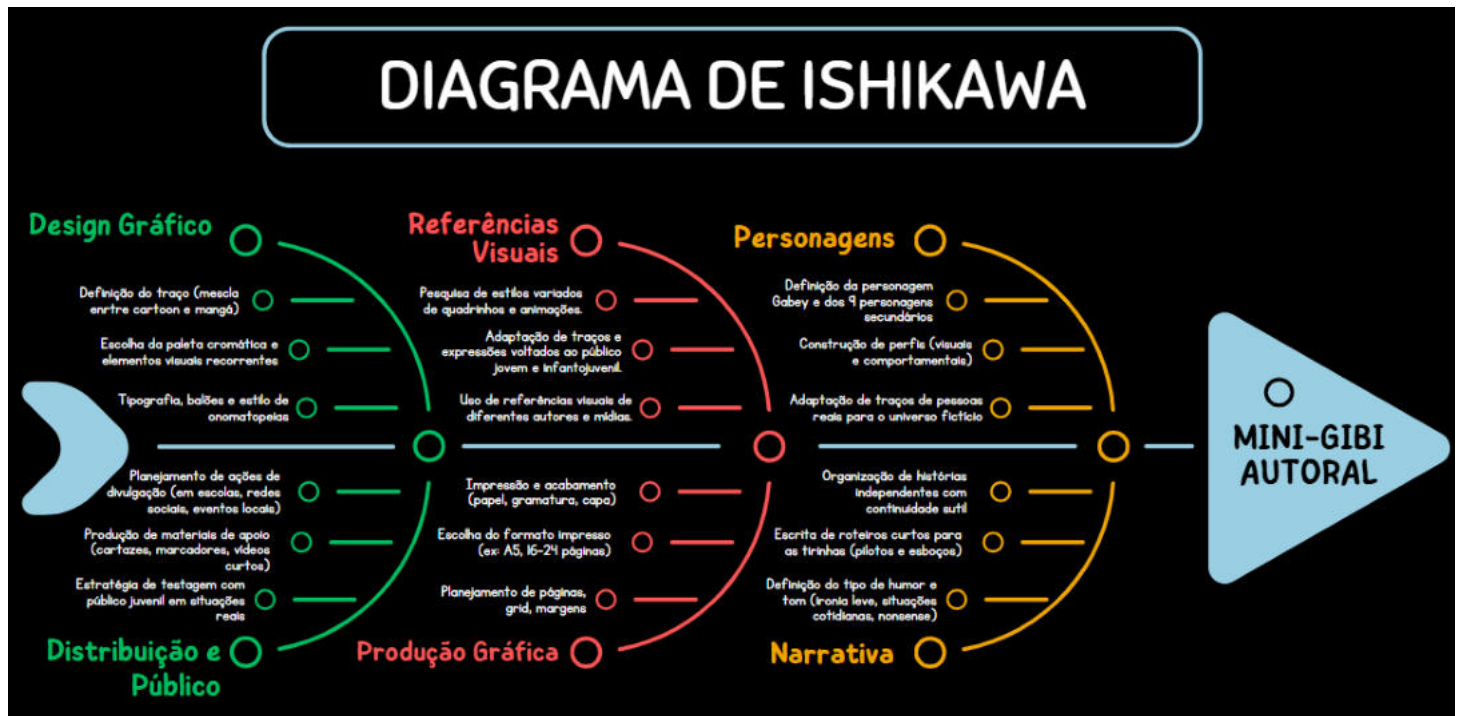 DIAGRAMA DE ISHIKAWA
Design Gráfico
Definição do traço (mescla
enrtre cartoon e mangá)
Escolha da paleta cromática e
elementos visuais recorrentes
Tipografia, balões e estilo de
onomatopeias
Referências
Visuais
Pesquisa de estilos variados
de quadrinhos e animações.
Adaptação de traços e
expressões voltados ao público
jovem e infantojuvenil.
Uso de referências visuais de
diferentes autores e mídias.
Personagens
Definição da personagem
Gabey e dos 9 personagens
secundários
Construção de perfis (visuais
e comportamentais)
Adaptação de traços de pessoas
reais para o universo fictício
Planejamento de ações de
divulgação (em escolas, redes
sociais, eventos locais)
Produção de materiais de apoio
(cartazes, marcadores, vídeos
curtos)
Estratégia de testagem com
público juvenil em situações
reais
Distribuição e
Público
Impressão e acabamento
(papel, gramatura, capa)
Escolha do formato impresso
(ex: A5, 16-24 páginas)
Planejamento de páginas,
grid, margens
Produção Gráfica
Organização de histórias
independentes com
continuidade sutil
Escrita de roteiros curtos para
as tirinhas (pilotos e esboços)
Definição do tipo de humor e
tom (ironia leve, situações
cotidianas, nonsense)
Narrativa
MINI-GIBI
AUTORAL